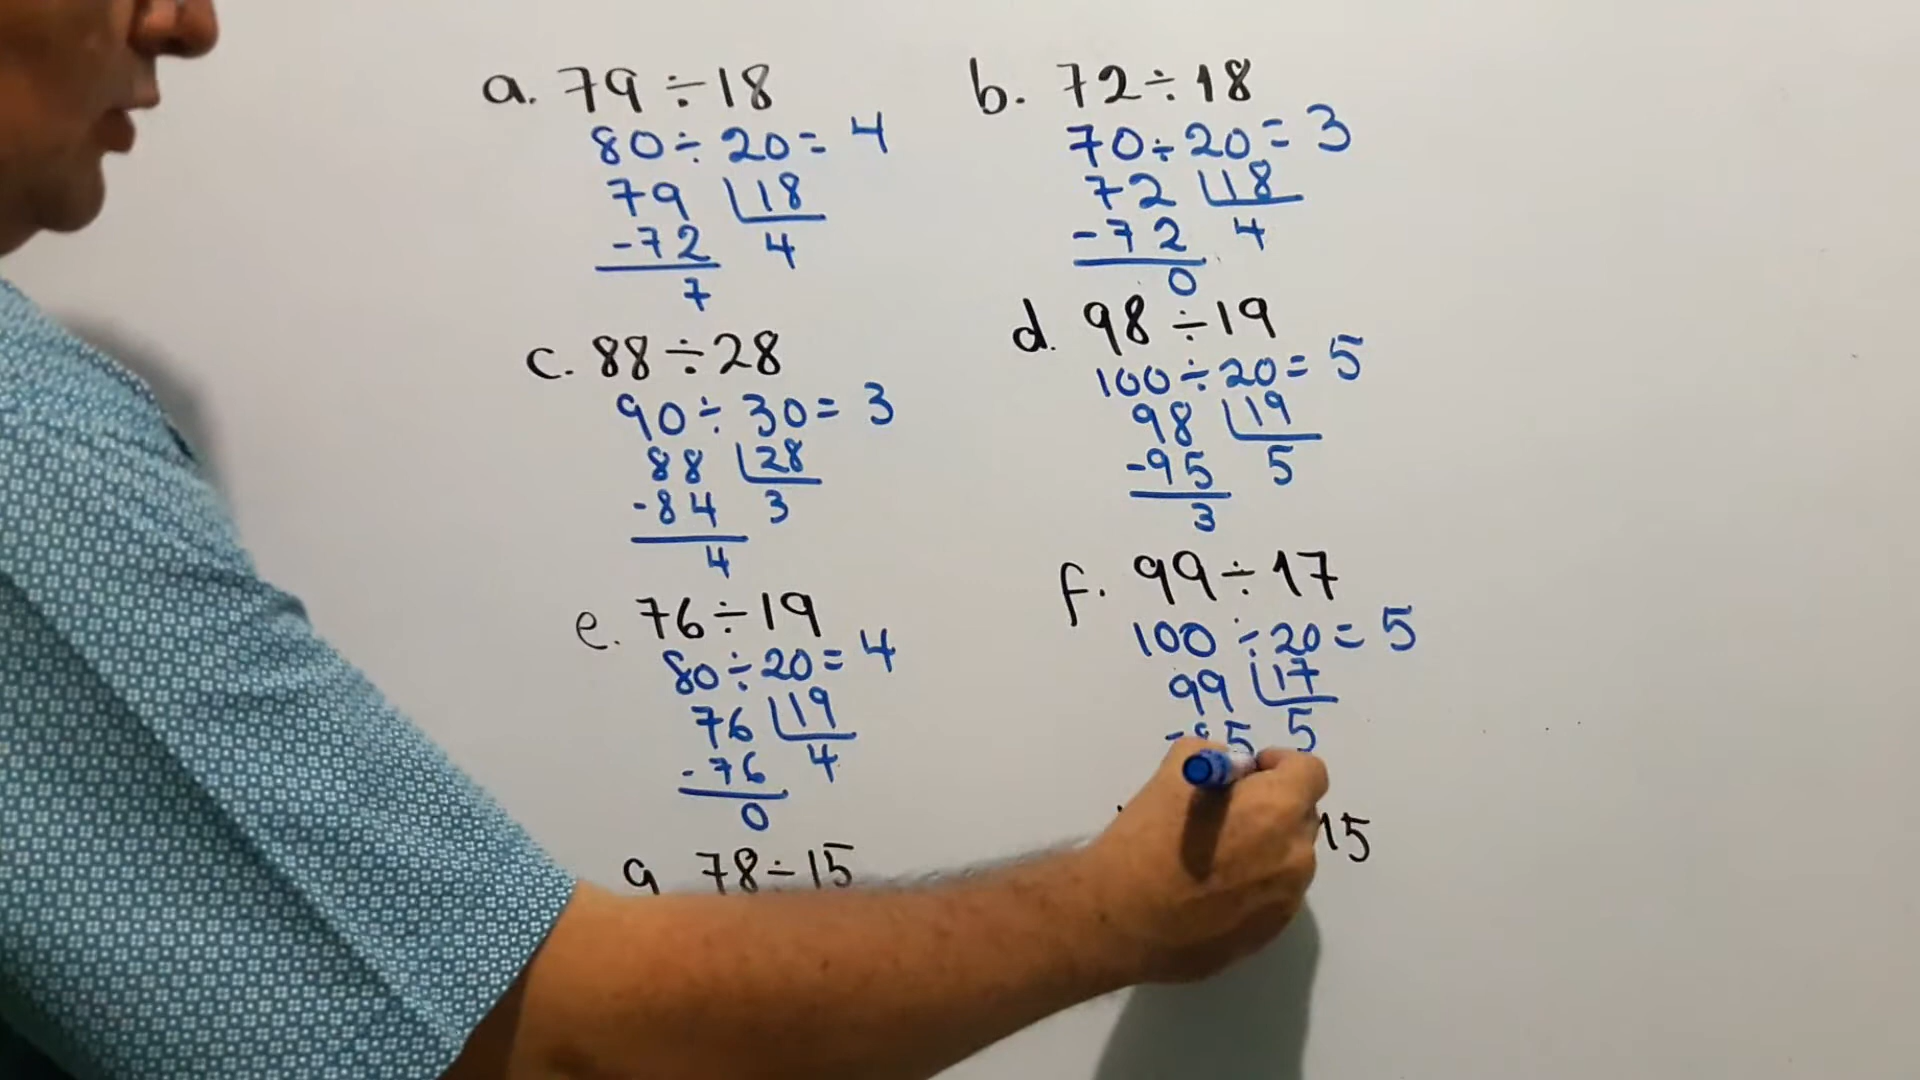 a. 79 ÷ 18
80 ÷ 20 = 4
79 | 18
-72 4
7
b. 72 ÷ 18
70 ÷ 20 = 3
72 | 18
-72 4
0
c. 88 ÷ 28
90 ÷ 30 = 3
88 | 28
-84 3
4
d. 98 ÷ 19
100 ÷ 20 = 5
98 | 19
-95 5
3
e. 76 ÷ 19
80 ÷ 20 = 4
76 | 19
-76 4
0
f. 99 ÷ 17
100 ÷ 20 = 5
99 | 17
5 5
g 78 ÷ 15
15